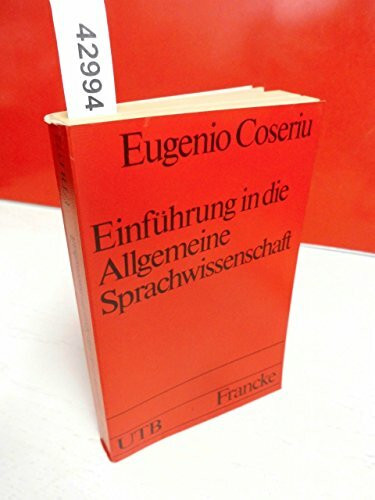 42994
Eugenio Coseriu
Einführung in die
Allgemeine
Sprachwissenschaft
Francke
UTB